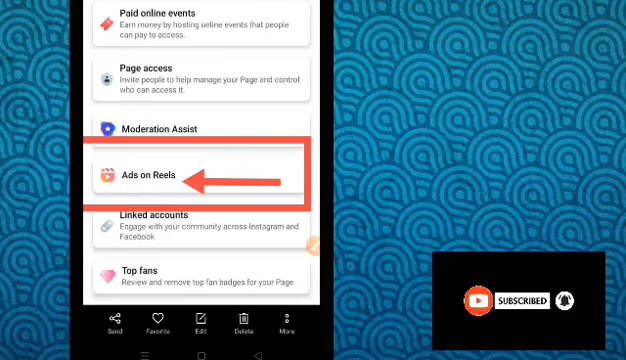 Paid online events
Earn money by hosting online events that people
can pay to access.
Page access
Invite people to help manage your Page and control
who can access it.
Moderation Assist
Ads on Reels
Linked accounts
Engage with your community across Instagram and
Facebook
Top fans
Review and remove top fan badges for your Page
Send Favorite Edit Delete More
SUBSCRIBED